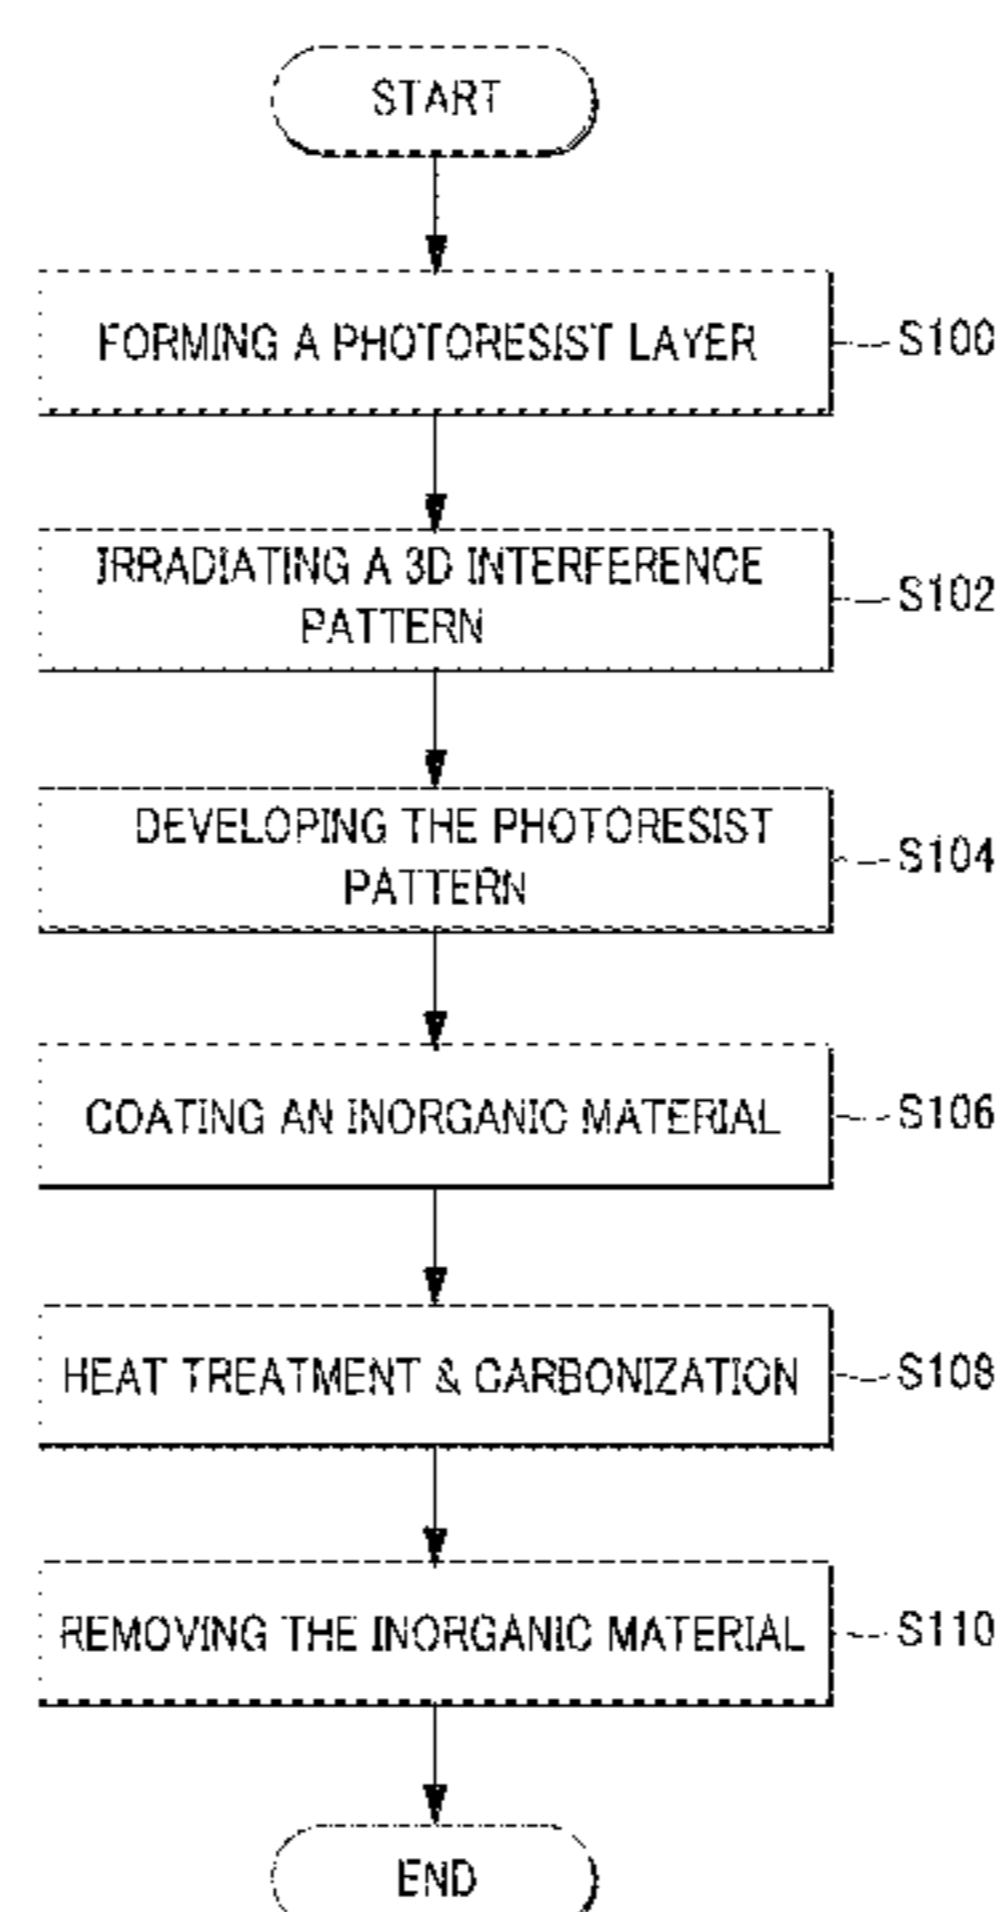 START
FORMING A PHOTORESIST LAYER
S100
IRRADIATING A 3D INTERFERENCE
PATTERN
S102
DEVELOPING THE PHOTORESIST
PATTERN
S104
COATING AN INORGANIC MATERIAL
S106
HEAT TREATMENT & CARBONIZATION
S108
REMOVING THE INORGANIC MATERIAL
S110
END